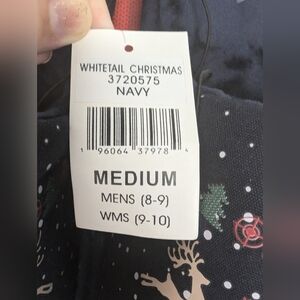 WHITETAIL CHRISTMAS
3720575
NAVY
1 96064 37978 4
MEDIUM
MENS (8-9)
WMS (9-10)